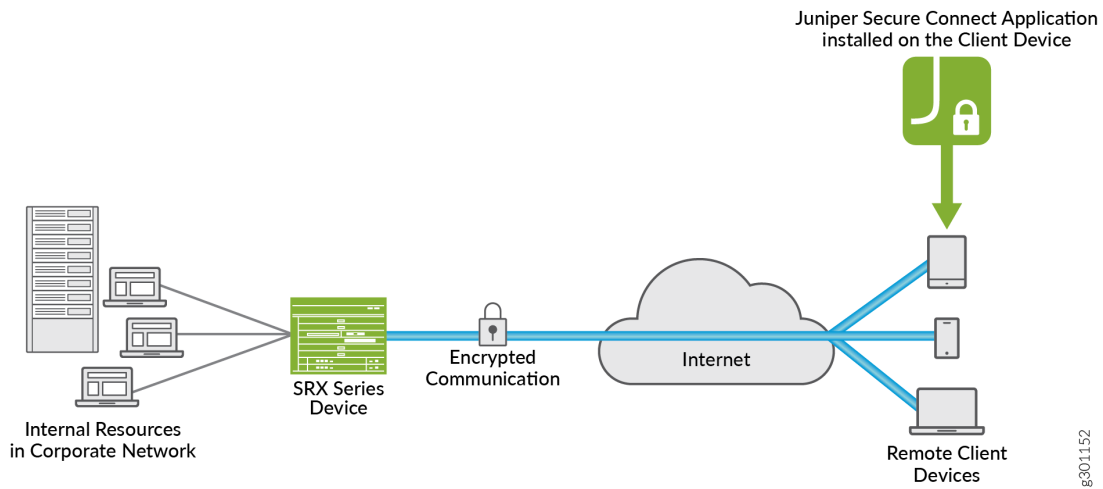 Juniper Secure Connect Application
installed on the Client Device
Encrypted
Communication
Internet
SRX Series
Device
Internal Resources
in Corporate Network
Remote Client
Devices
g301152